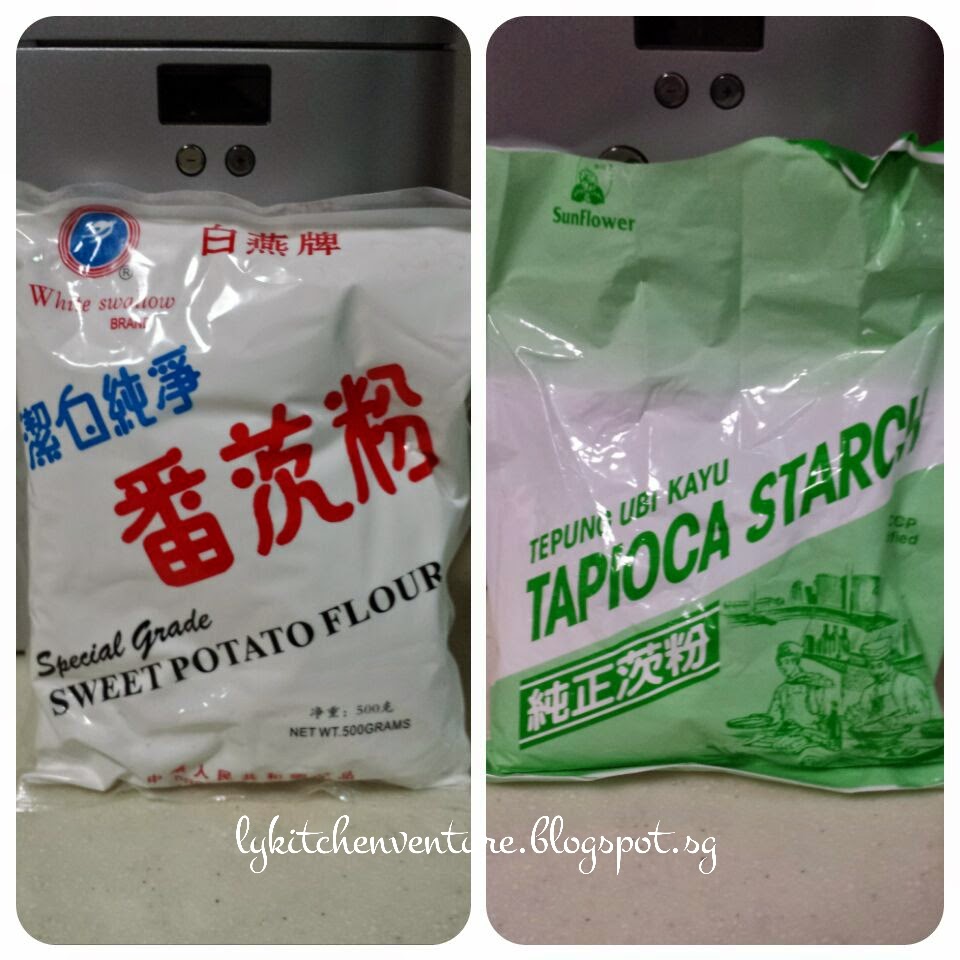 白燕牌
White swallow
BRAND
潔白純淨
番茨粉
Special Grade
SWEET POTATO FLOUR
净重：500克
NET WT.500GRAMS
SunFlower
TEPUNG UBI KAYU
TAPIOCA STARCH
純正茨粉
lykitchenventure.blogspot.sg